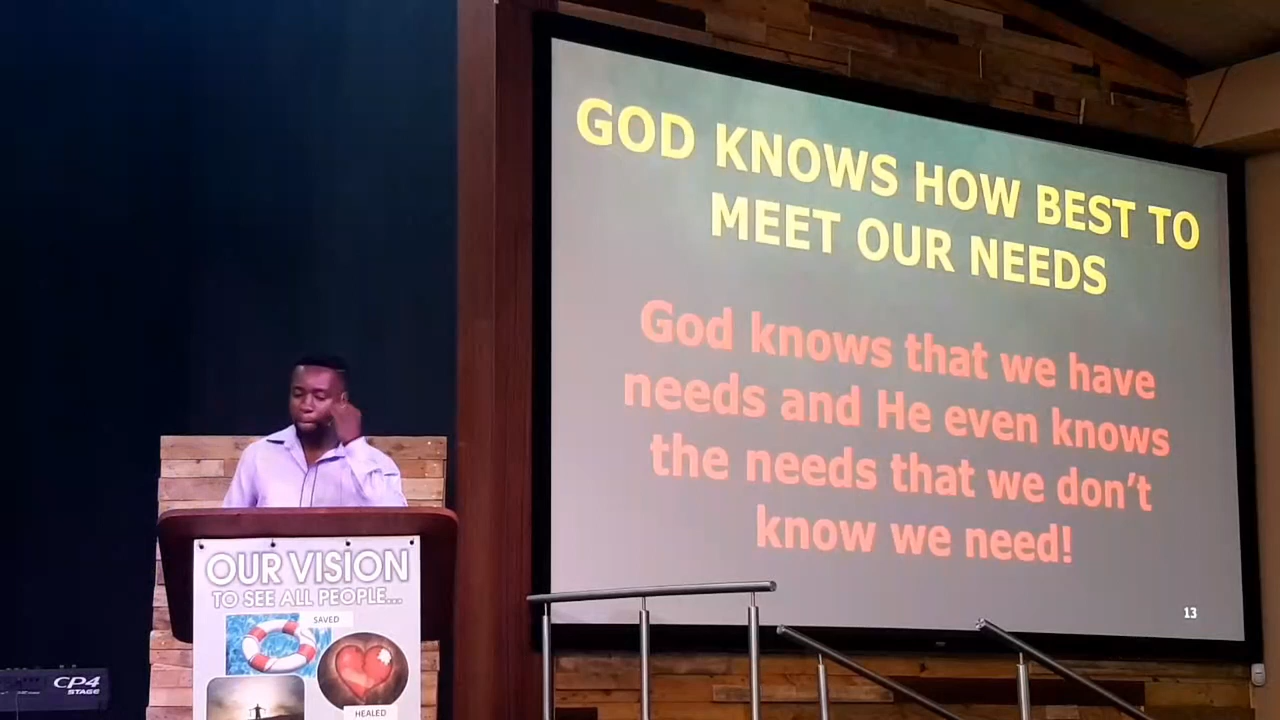 GOD KNOWS HOW BEST TO
MEET OUR NEEDS
God knows that we have
needs and He even knows
the needs that we don't
know we need!
13
OUR VISION
TO SEE ALL PEOPLE...
SAVED
HEALED
CP4
STAGE